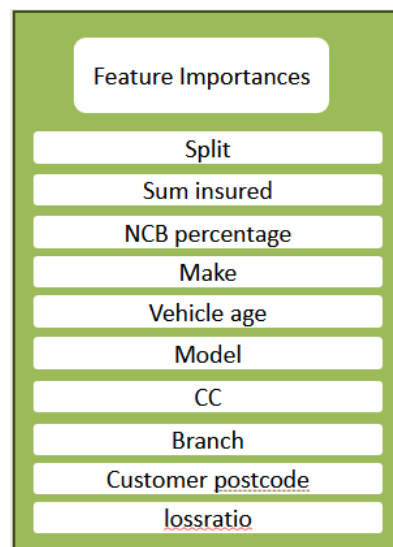 Feature Importances
Split
Sum insured
NCB percentage
Make
Vehicle age
Model
CC
Branch
Customer postcode
lossratio